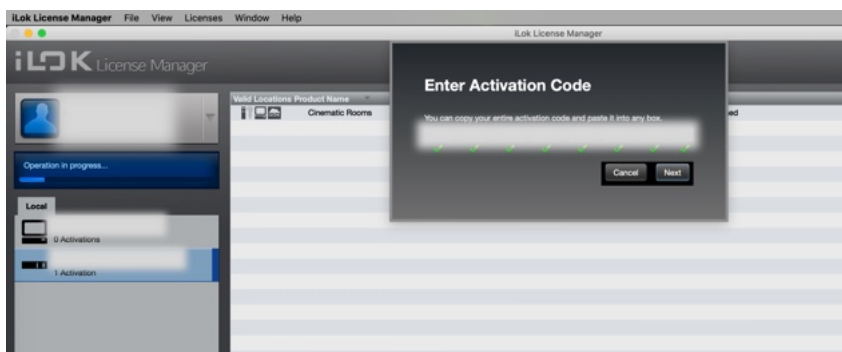 iLok License Manager File View Licenses Window Help
iLok License Manager
iLOK License Manager
Enter Activation Code
You can copy your entire activation code and paste it into any box.
Cancel Next
Valid Locations Product Name
Cinematic Rooms
ed
Operation in progress...
Local
0 Activations
1 Activation